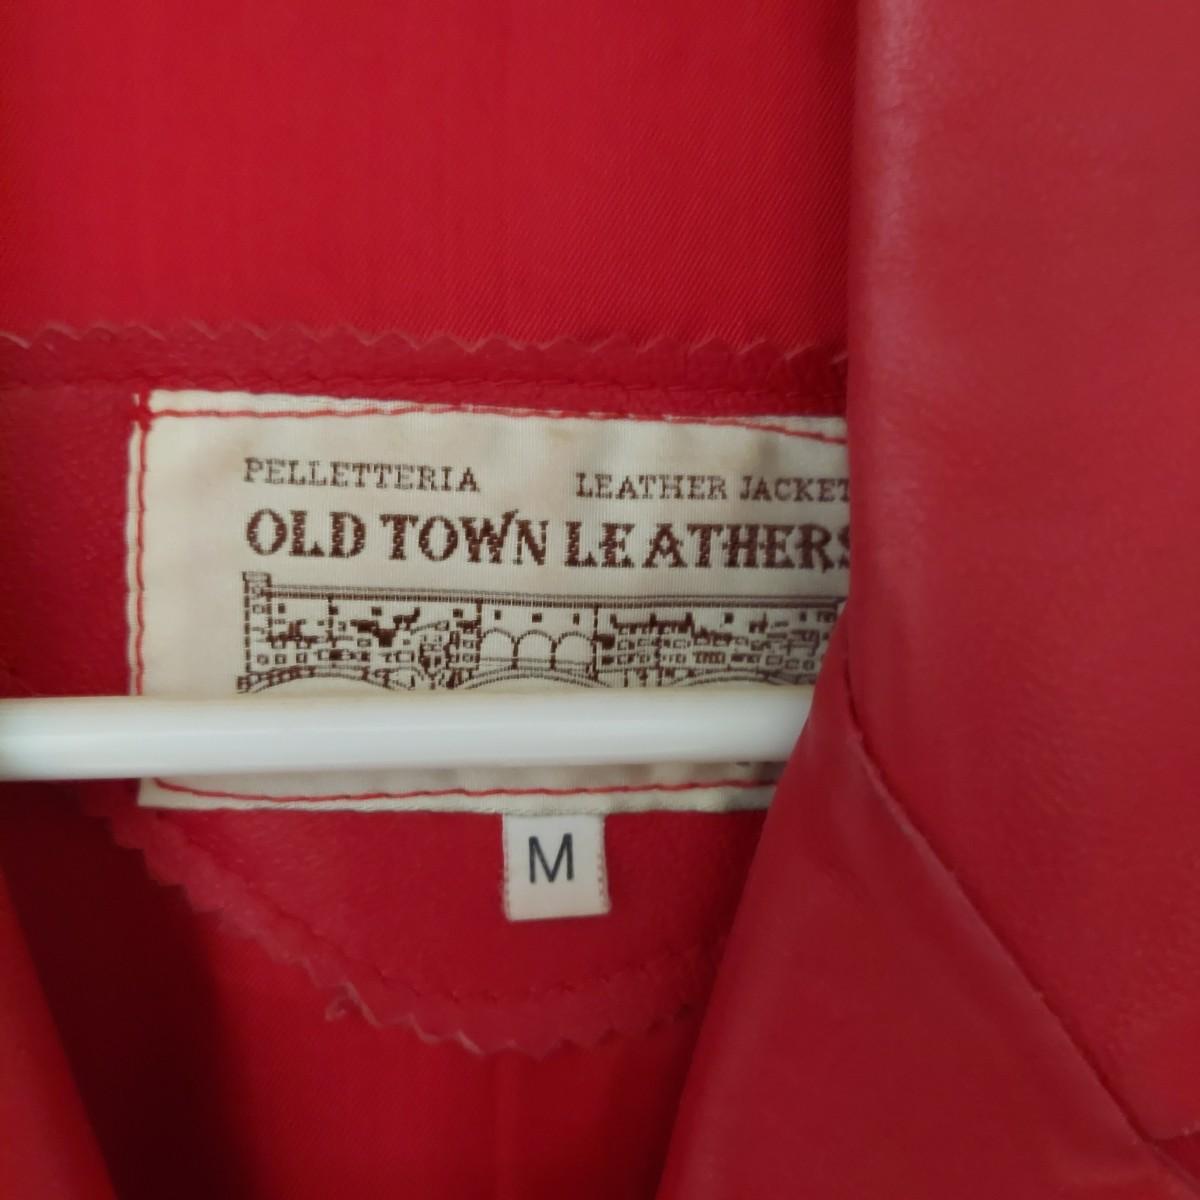 PELLETTERIA LEATHER JACKET
OLD TOWN LEATHERS
M